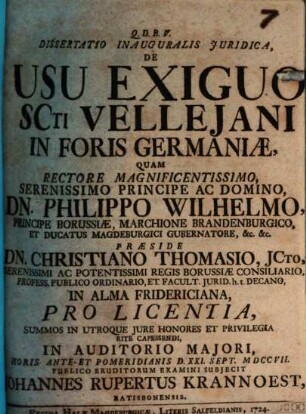 7
Q. D. B. V.
DISSERTATIO INAUGURALIS JURIDICA,
DE
USU EXIGUO
SCTI VELLEJANI
IN FORIS GERMANIÆ,
QUAM
RECTORE MAGNIFICENTISSIMO,
SERENISSIMO PRINCIPE AC DOMINO,
DN. PHILIPPO WILHELMO,
PRINCIPE BORUSSIÆ, MARCHIONE BRANDENBURGICO,
ET DUCATUS MAGDEBURGICI GUBERNATORE, &c. &c.
PRÆSIDE
DN. CHRISTIANO THOMASIO, JCTO,
SERENISSIMI AC POTENTISSIMI REGIS BORUSSIÆ CONSILIARIO,
PROFESS. PUBLICO ORDINARIO, ET FACULT. JURID. h. t. DECANO,
IN ALMA FRIDERICIANA,
PRO LICENTIA,
SUMMOS IN UTROQUE JURE HONORES ET PRIVILEGIA
RITE CAPESSENDI,
IN AUDITORIO MAJORI,
HORIS ANTE-ET POMERIDIANIS D. XXI. SEPT. MDCCVII.
PUBLICO ERUDITORUM EXAMINI SUBJECIT
JOHANNES RUPERTUS KRANNOEST,
RATISBONENSIS.
HALÆ MAGDEBURGICÆ, LITERIS SALFELDIANIS, 1724.